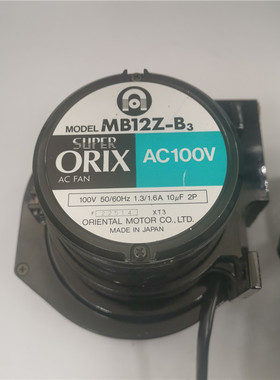 MODEL MB12Z-B3
SUPER
ORIX
AC FAN
AC100V
100V 50/60Hz 1.3/1.6A 10μF 2P
XT3
ORIENTAL MOTOR CO., LTD.
MADE IN JAPAN